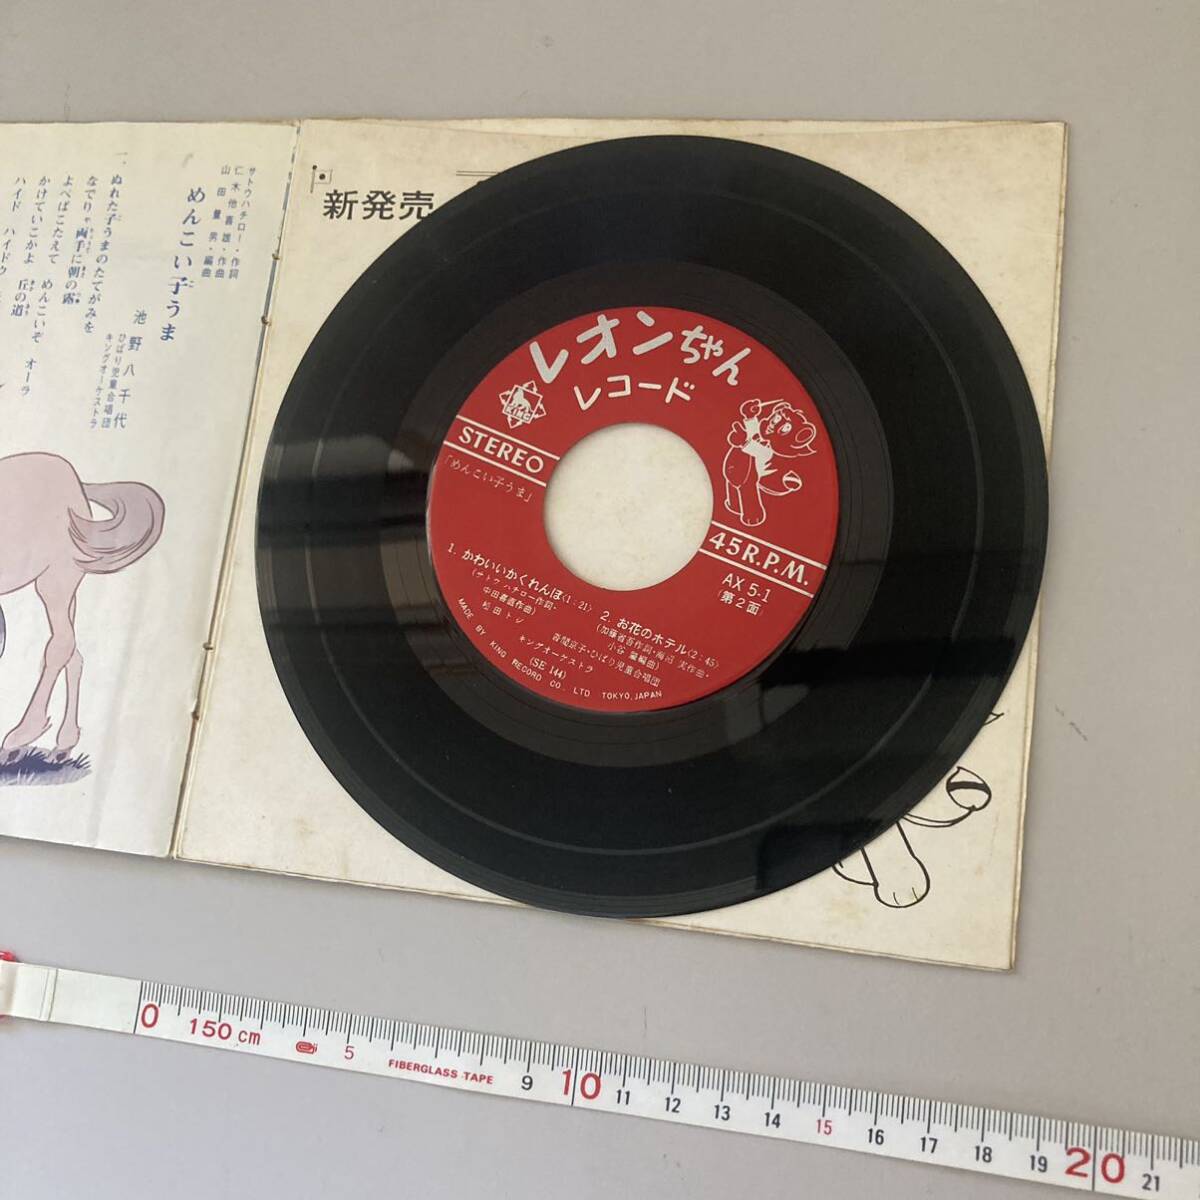 サトウハチロー・作詞
仁木他喜雄・作曲
山田量男・編曲
めんこい子うま
池野八千代
ひばり児童合唱団
キングオーケストラ
一、ぬれた子うまのたてがみを
なでりゃ両手に朝の露
よべばこたえて めんこいぞ オーラ
かけていこかよ 丘の道
ハイド ハイドウ
新発売
レオンちゃん
レコード
KING
STEREO
「めんこい子うま」
45R.P.M.
AX 5-1
(第2面)
1. かわいいかくれんぼ(1:21)
(サトウ ハチロー作詞・
中田喜直作曲)
松田トシ
2. お花のホテル(2:45)
(加藤省吾作詞・海沼 実作曲・
小谷 編曲)
音間京子・ひばり児童合唱団
キングオーケストラ
(SE 144)
MADE BY KING RECORD CO., LTD TOKYO, JAPAN
0 150cm 5 FIBERGLASS TAPE 9 10 11 12 13 14 15 16 17 18 19 20 21